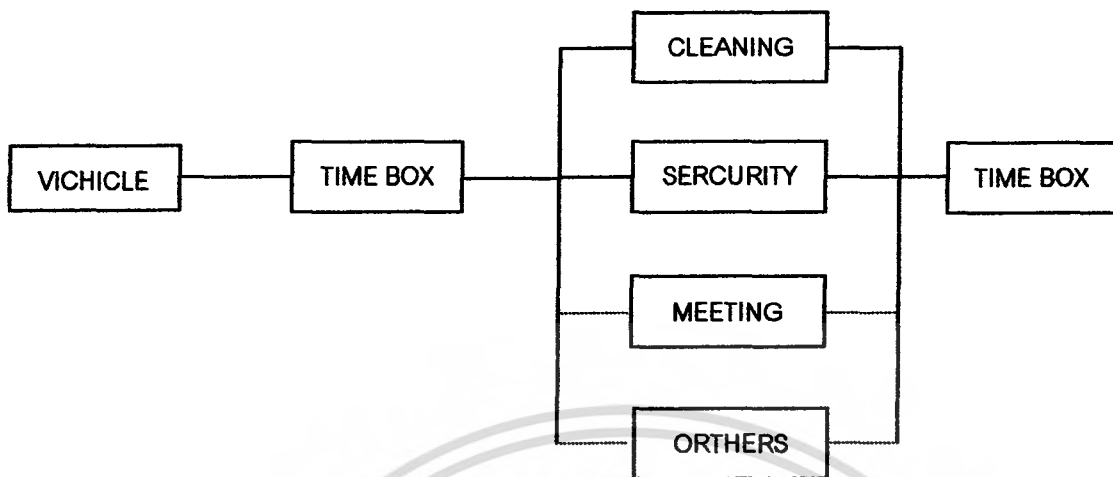 CLEANING
VICHICLE
TIME BOX
SERCURITY
TIME BOX
MEETING
ORTHERS